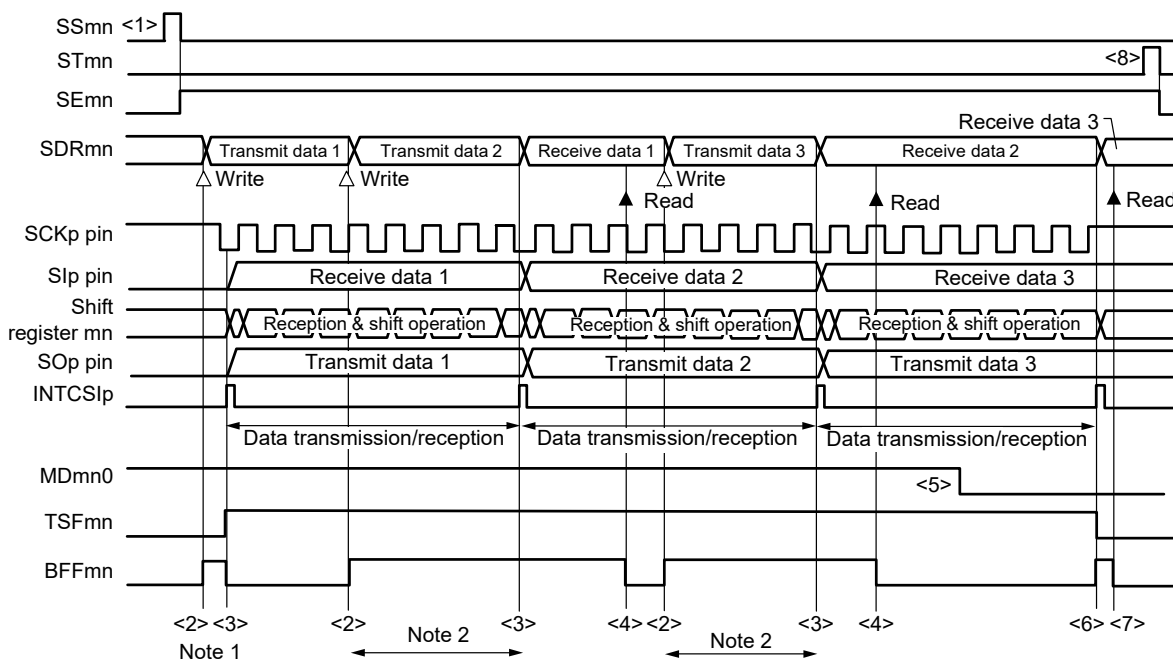 SSmn <1>
STmn <8>
SEmn
Receive data 3
SDRmn Transmit data 1 Transmit data 2 Receive data 1 Transmit data 3 Receive data 2
Write Write Write
Read Read Read
SCKp pin
SIp pin Receive data 1 Receive data 2 Receive data 3
Shift
register mn Reception & shift operation Reception & shift operation Reception & shift operation
SOp pin Transmit data 1 Transmit data 2 Transmit data 3
INTCSIp
Data transmission/reception Data transmission/reception Data transmission/reception
MDmn0 <5>
TSFmn
BFFmn
<2> <3> <2> <3> <4> <2> <3> <4> <6> <7>
Note 1 Note 2 Note 2